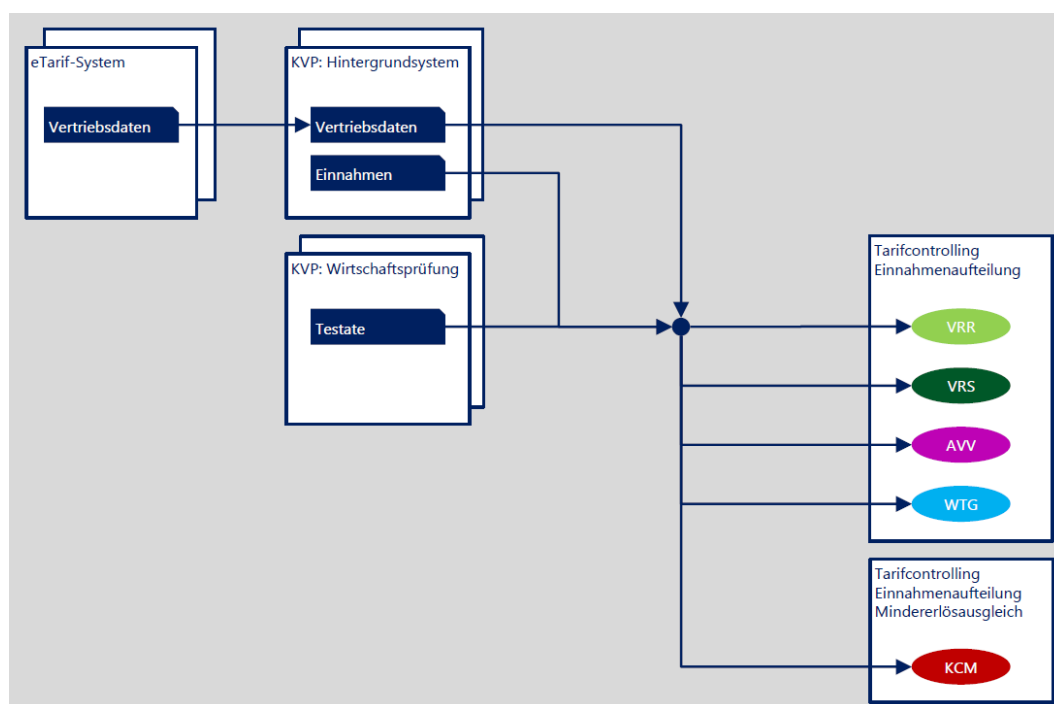 eTarif-System
Vertriebsdaten
KVP: Hintergrundsystem
Vertriebsdaten
Einnahmen
KVP: Wirtschaftsprüfung
Testate
Tarifcontrolling
Einnahmenaufteilung
VRR
VRS
AVV
WTG
Tarifcontrolling
Einnahmenaufteilung
Mindererlösausgleich
KCM